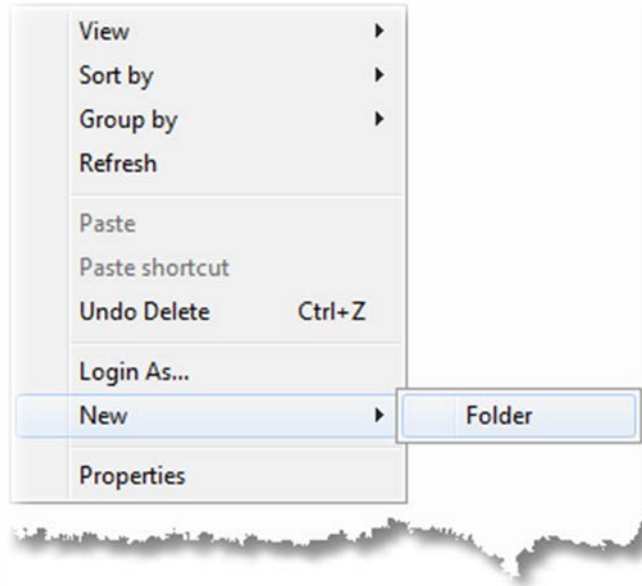 View
Sort by
Group by
Refresh
Paste
Paste shortcut
Undo Delete Ctrl+Z
Login As...
New Folder
Properties